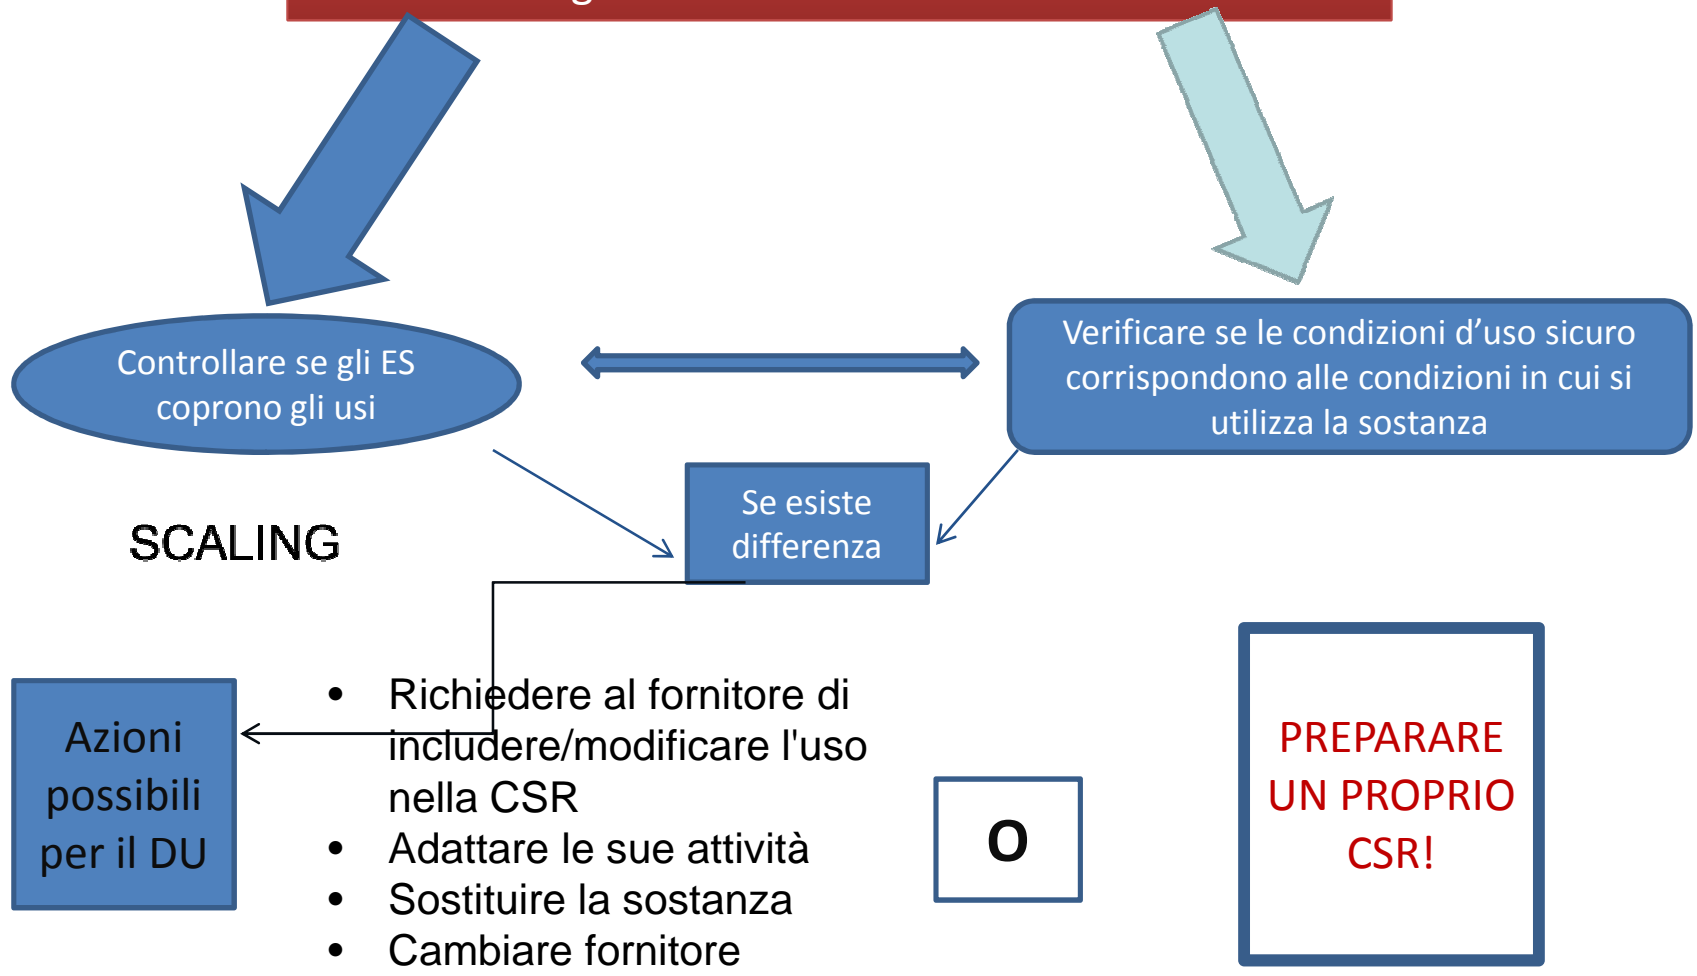 Controllare se gli ES
coprono gli usi
Verificare se le condizioni d’uso sicuro
corrispondono alle condizioni in cui si
utilizza la sostanza
Se esiste
differenza
SCALING
Azioni
possibili
per il DU
• Richiedere al fornitore di
includere/modificare l'uso
nella CSR
• Adattare le sue attività
• Sostituire la sostanza
• Cambiare fornitore
O
PREPARARE
UN PROPRIO
CSR!